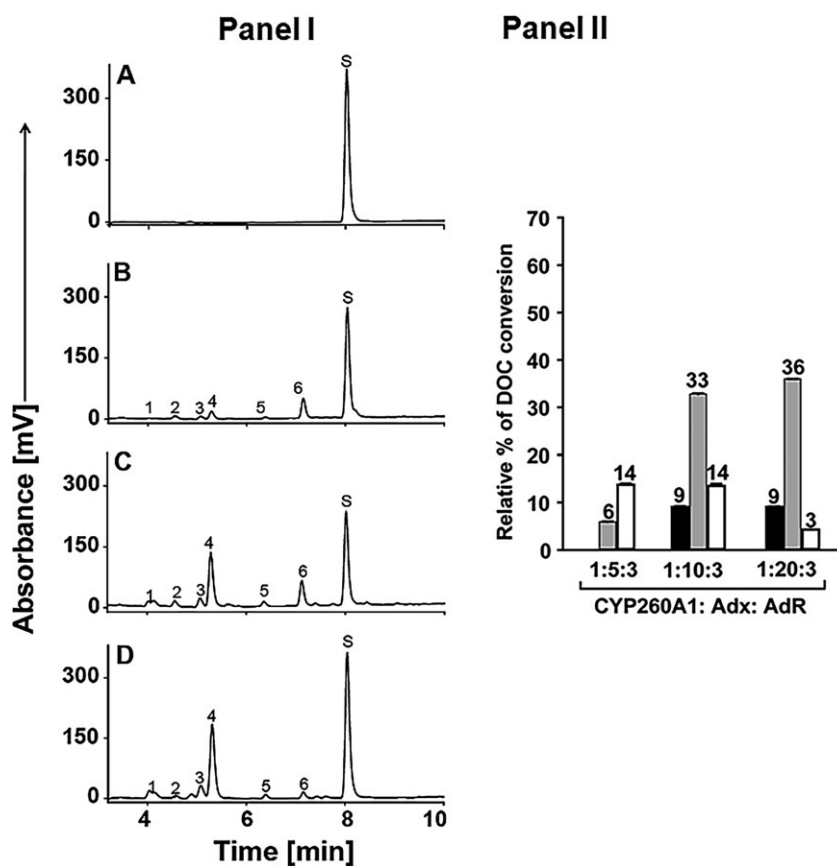 Panel I
Panel II
Absorbance [mV]
A
S
300
150
0
B
S
300
150
0
1 2 3 4 5 6
C
S
300
150
0
1 2 3 4 5 6
D
S
300
150
0
1 2 3 4 5 6
4 6 8 10
Time [min]
Relative % of DOC conversion
70
60
50
40
30
20
10
0
6 14 9 33 14 9 36 3
1:5:3 1:10:3 1:20:3
CYP260A1: Adx: AdR